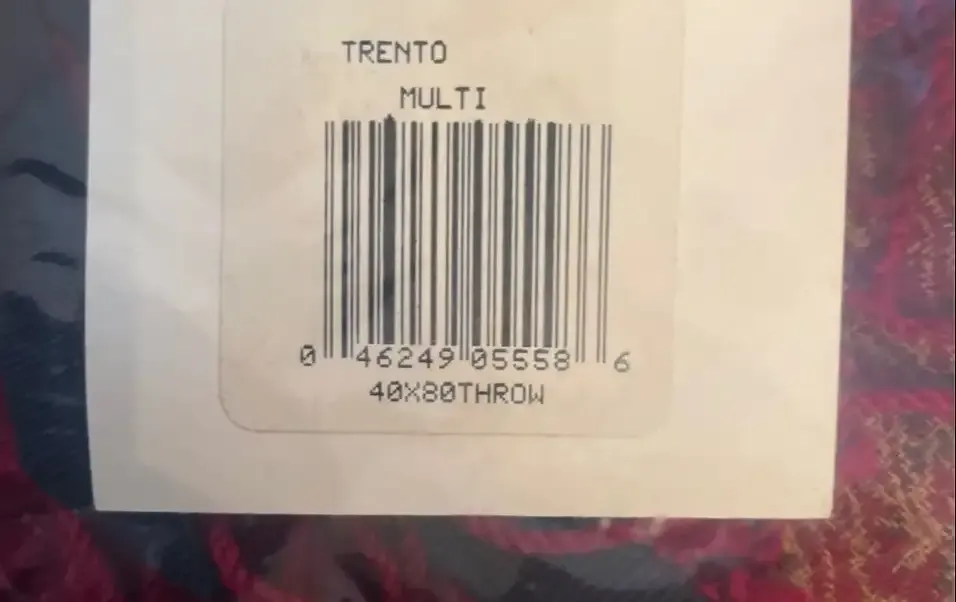 TRENTO
MULTI
0 46249 05558 6
40X80THROW